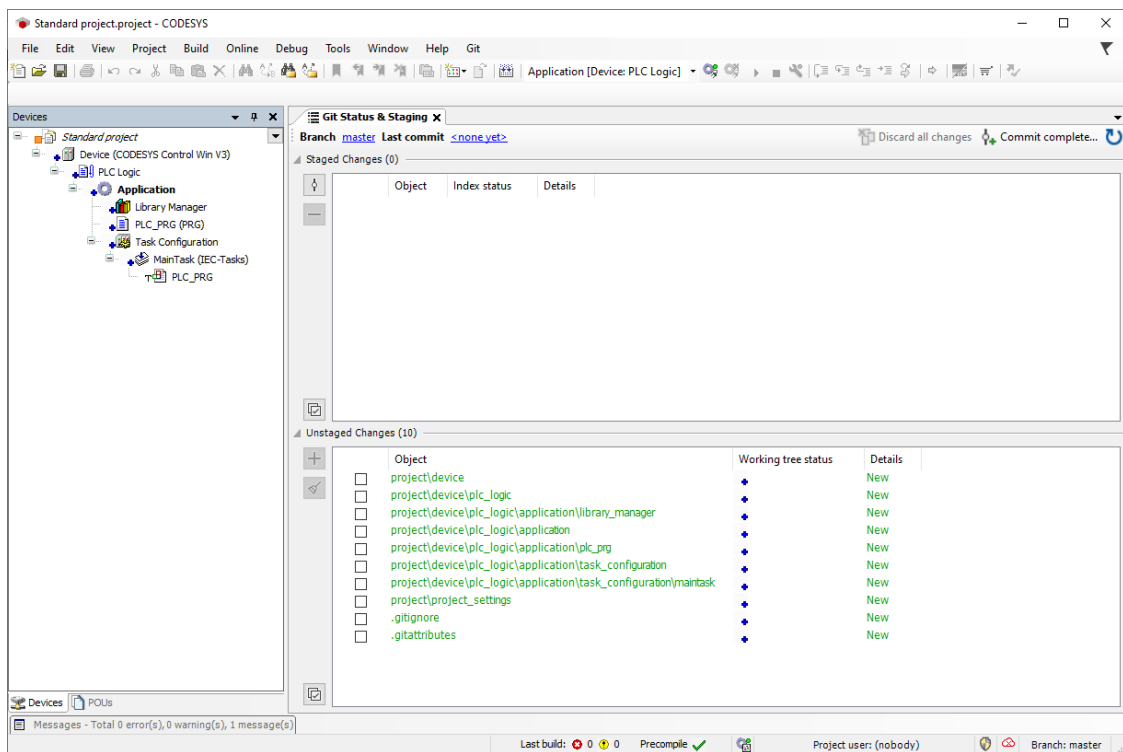 Standard project.project - CODESYS
File Edit View Project Build Online Debug Tools Window Help Git
Application [Device: PLC Logic]
Devices
Standard project
Device (CODESYS Control Win V3)
PLC Logic
Application
Library Manager
PLC_PRG (PRG)
Task Configuration
MainTask (IEC-Tasks)
PLC_PRG
Devices POUs
Git Status & Staging
Branch master Last commit <none yet> Discard all changes Commit complete...
Staged Changes (0)
Object Index status Details
Unstaged Changes (10)
Object Working tree status Details
project\device New
project\device\plc_logic New
project\device\plc_logic\application\library_manager New
project\device\plc_logic\application New
project\device\plc_logic\application\plc_prg New
project\device\plc_logic\application\task_configuration New
project\device\plc_logic\application\task_configuration\maintask New
project\project_settings New
.gitignore New
.gitattributes New
Messages - Total 0 error(s), 0 warning(s), 1 message(s)
Last build: 0 0 Precompile Project user: (nobody) Branch: master